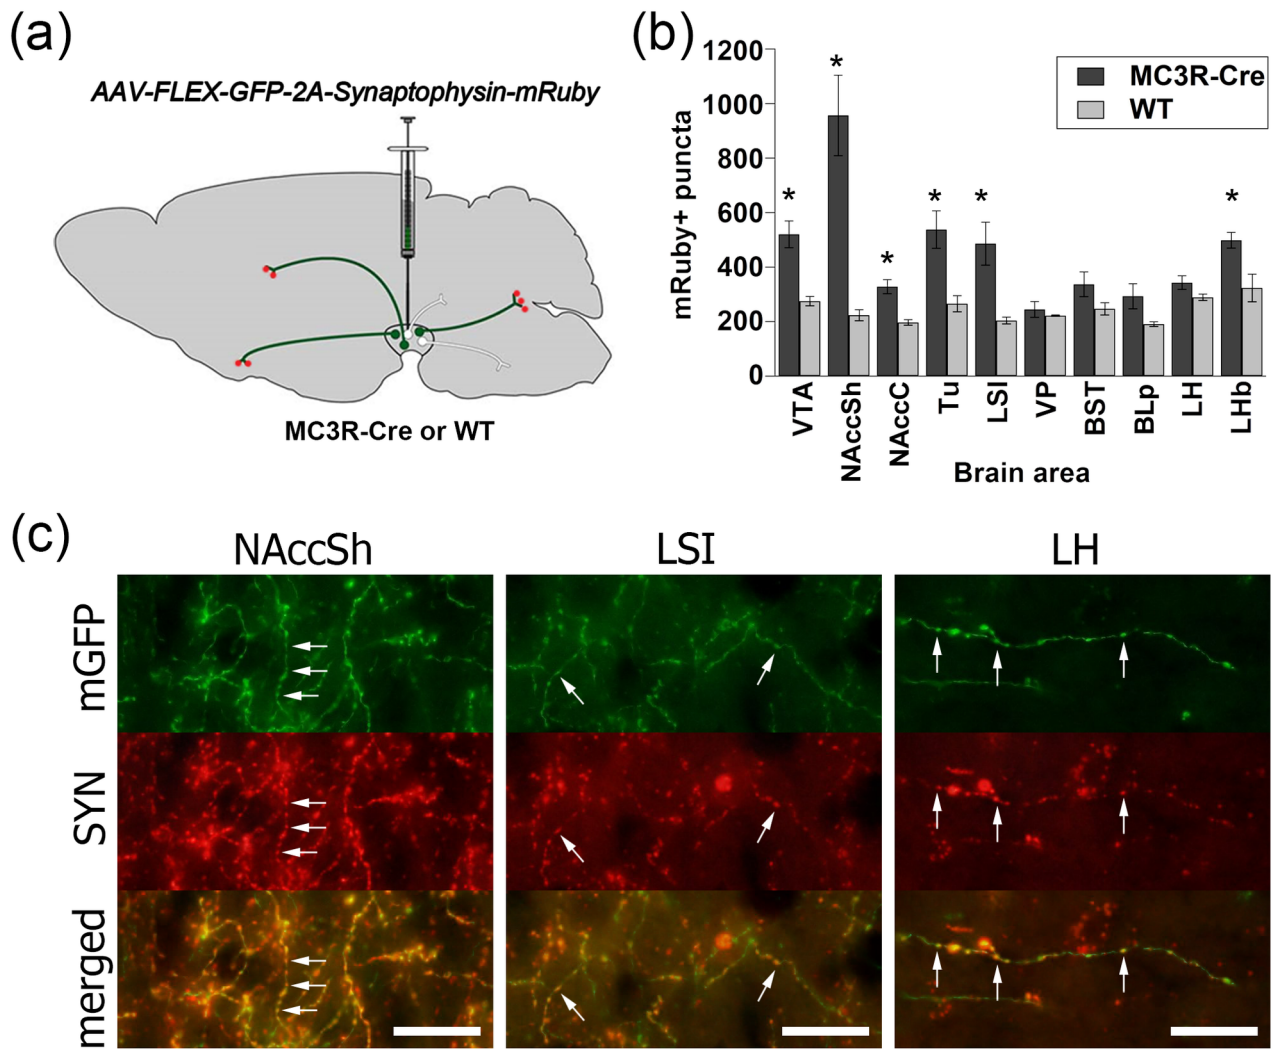 (a)
AAV-FLEX-GFP-2A-Synaptophysin-mRuby
MC3R-Cre or WT
(b)
mRuby+ puncta
1200
1000
800
600
400
200
0
MC3R-Cre
WT
*
*
*
*
*
*
VTA
NAccSh
NAccC
Tu
LSI
VP
BST
BLp
LH
LHb
Brain area
(c)
NAccSh
LSI
LH
mGFP
SYN
merged